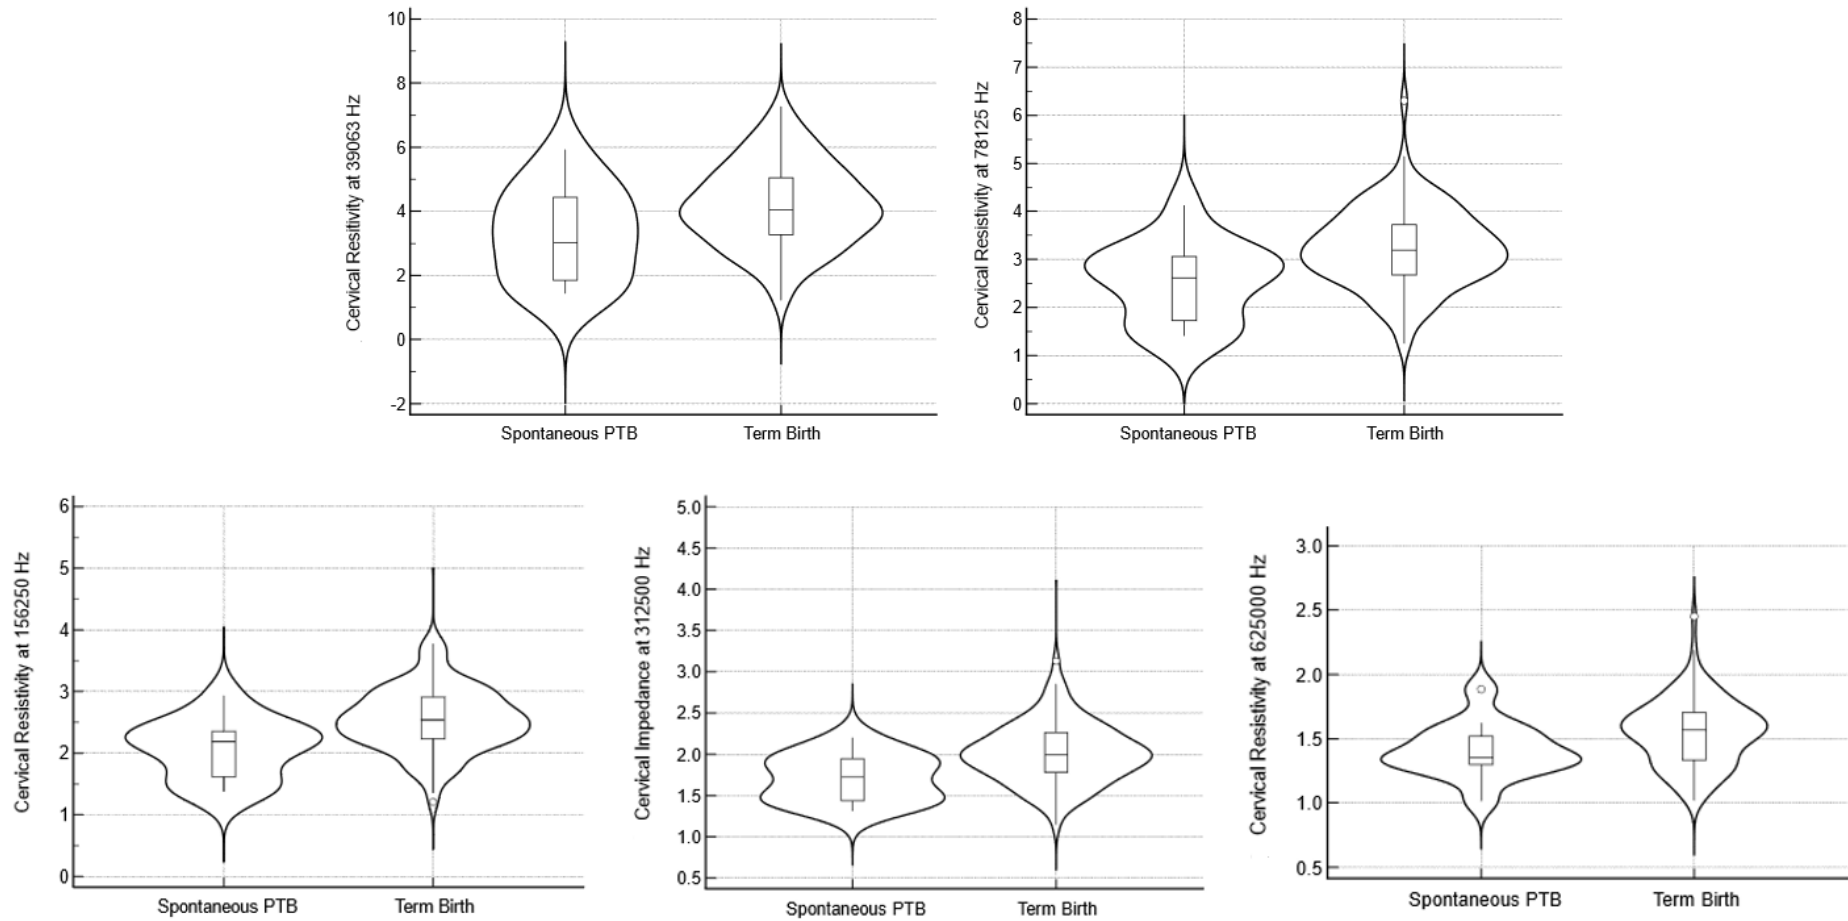 Cervical Resitivity at 39063 Hz
10
8
6
4
2
0
-2
Spontaneous PTB
Term Birth
Cervical Resistivity at 78125 Hz
8
7
6
5
4
3
2
1
0
Spontaneous PTB
Term Birth
Cervical Resistivity at 156250 Hz
6
5
4
3
2
1
0
Spontaneous PTB
Term Birth
Cervical Impedance at 312500 Hz
5.0
4.5
4.0
3.5
3.0
2.5
2.0
1.5
1.0
0.5
Spontaneous PTB
Term Birth
Cervical Resistivity at 625000 Hz
3.0
2.5
2.0
1.5
1.0
0.5
Spontaneous PTB
Term Birth